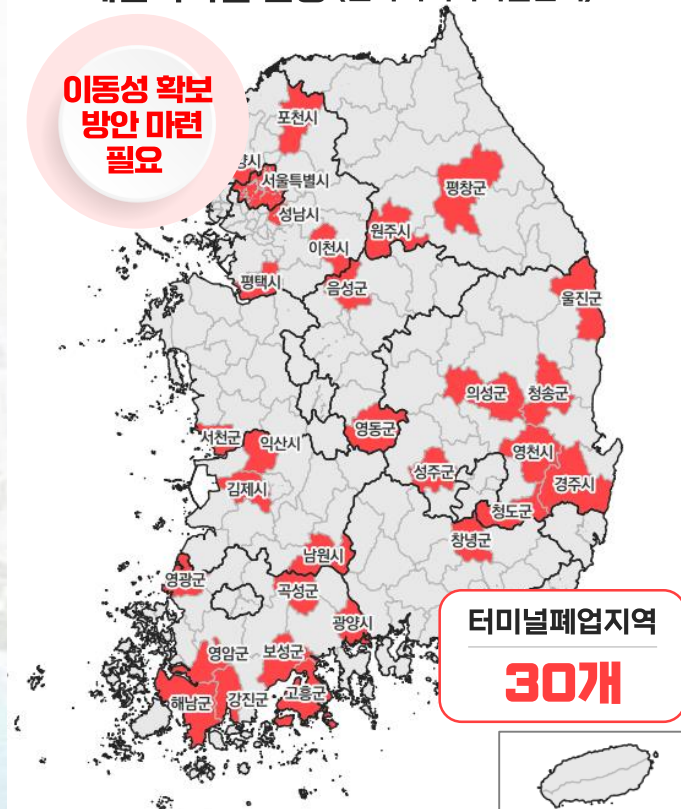 이동성 확보
방안 마련
필요
포천시
양시
서울특별시
성남시
이천시
평택시
평창군
원주시
음성군
울진군
의성군
청송군
영동군
서천군
익산시
성주군
영천시
김제시
경주시
청도군
창녕군
남원시
영광군
곡성군
광양시
영암군
보성군
해남군
강진군
고흥군
터미널폐업지역
30개